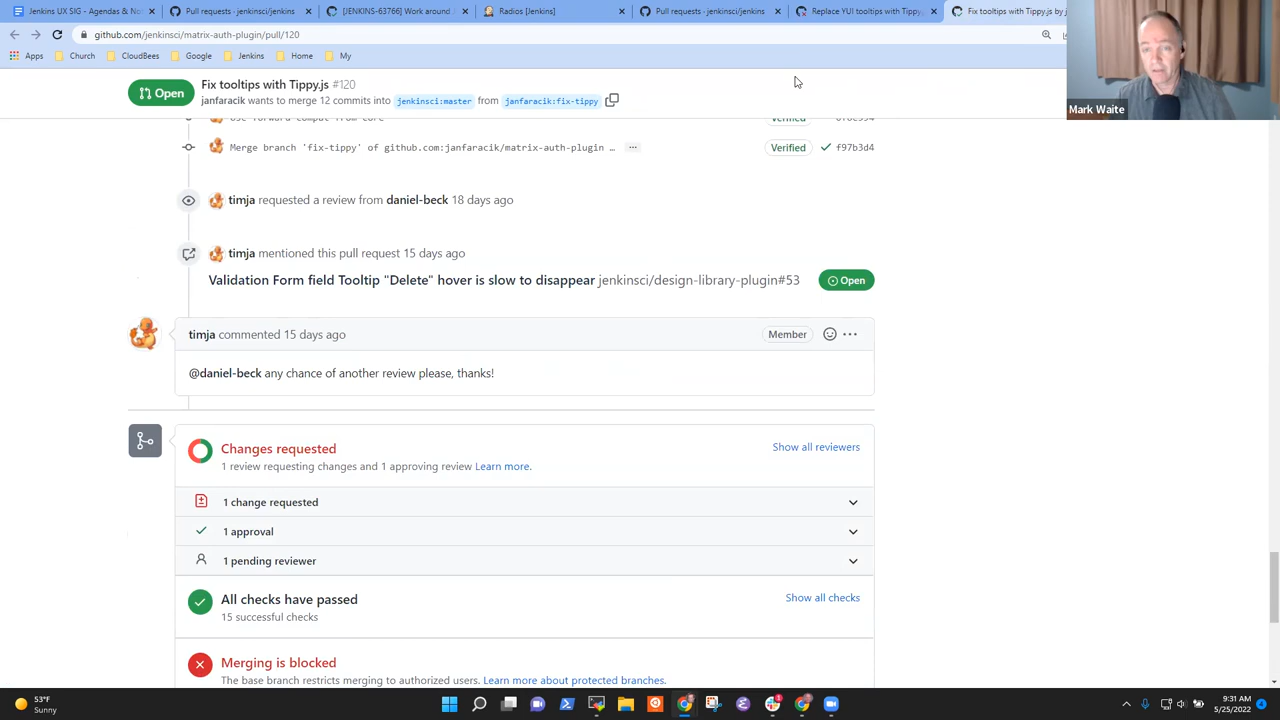 Jenkins UX SIG - Agendas & No
Pull requests · jenkinsci/jenkins
[JENKINS-63766] Work around
Radios [Jenkins]
Pull requests · jenkinsci/jenkins
Replace YUI tooltips with Tippy.
Fix tooltips with Tippy.js by j
github.com/jenkinsci/matrix-auth-plugin/pull/120
Apps
Church
CloudBees
Google
Jenkins
Home
My
Open
Fix tooltips with Tippy.js #120
janfaracik wants to merge 12 commits into jenkinsci:master from janfaracik:fix-tippy
Mark Waite
Use forward-compat from core
Verified
Merge branch 'fix-tippy' of github.com:janfaracik/matrix-auth-plugin …
Verified
f97b3d4
timja requested a review from daniel-beck 18 days ago
timja mentioned this pull request 15 days ago
Validation Form field Tooltip "Delete" hover is slow to disappear jenkinsci/design-library-plugin#53
Open
timja commented 15 days ago
Member
@daniel-beck any chance of another review please, thanks!
Changes requested
Show all reviewers
1 review requesting changes and 1 approving review Learn more.
1 change requested
1 approval
1 pending reviewer
All checks have passed
Show all checks
15 successful checks
Merging is blocked
The base branch restricts merging to authorized users. Learn more about protected branches.
53°F
Sunny
9:31 AM
5/25/2022